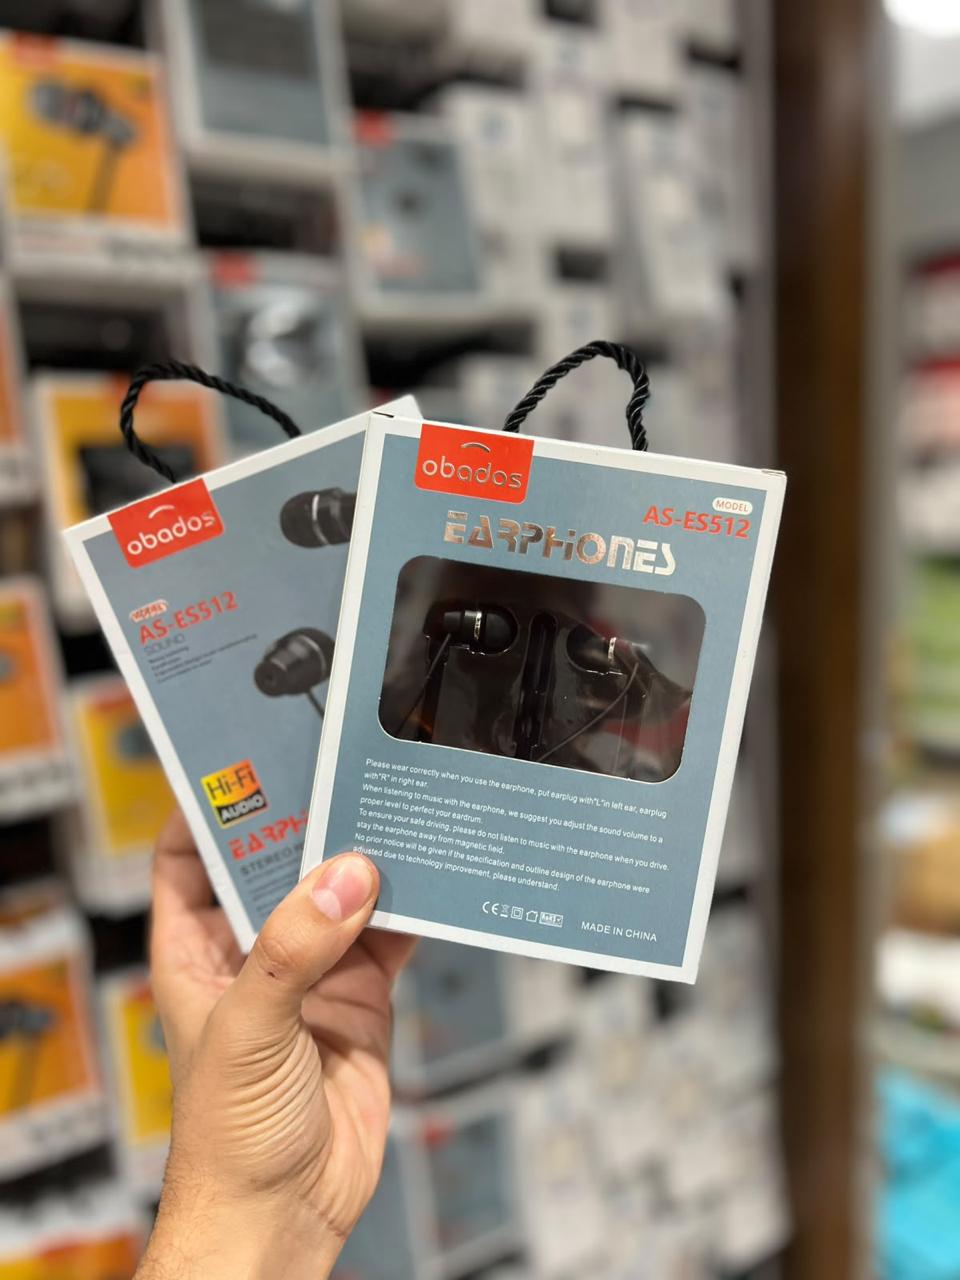 obados
MODEL
AS-ES512
EARPHONES
Please wear correctly when you use the earphone, put earplug with"L"in left ear, earplug
with"R" in right ear.
When listening to music with the earphone, we suggest you adjust the sound volume to a
proper level to perfect your eardrum.
To ensure your safe driving, please do not listen to music with the earphone when you drive.
stay the earphone away from magnetic field.
No prior notice will be given if the specification and outline design of the earphone were
adjusted due to technology improvement, please understand.
CE
RoHS
MADE IN CHINA
obados
MODEL
AS-ES512
SOUND
Hi-Fi
AUDIO
EARPH
STEREO